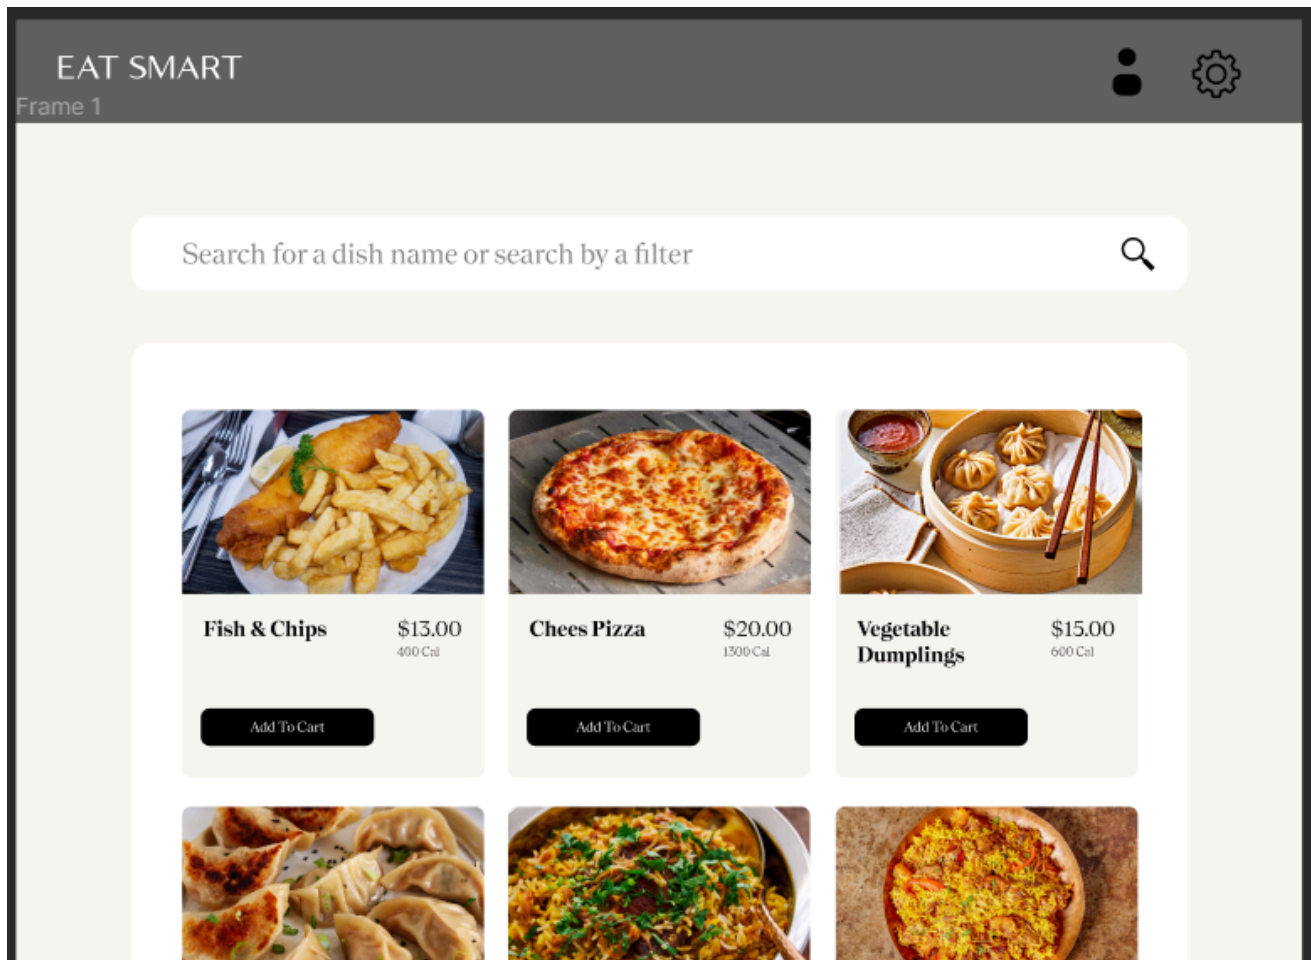 EAT SMART
Frame 1
Search for a dish name or search by a filter
Fish & Chips
$13.00
400 Cal
Chees Pizza
$20.00
1300 Cal
Vegetable
Dumplings
$15.00
600 Cal
Add To Cart
Add To Cart
Add To Cart